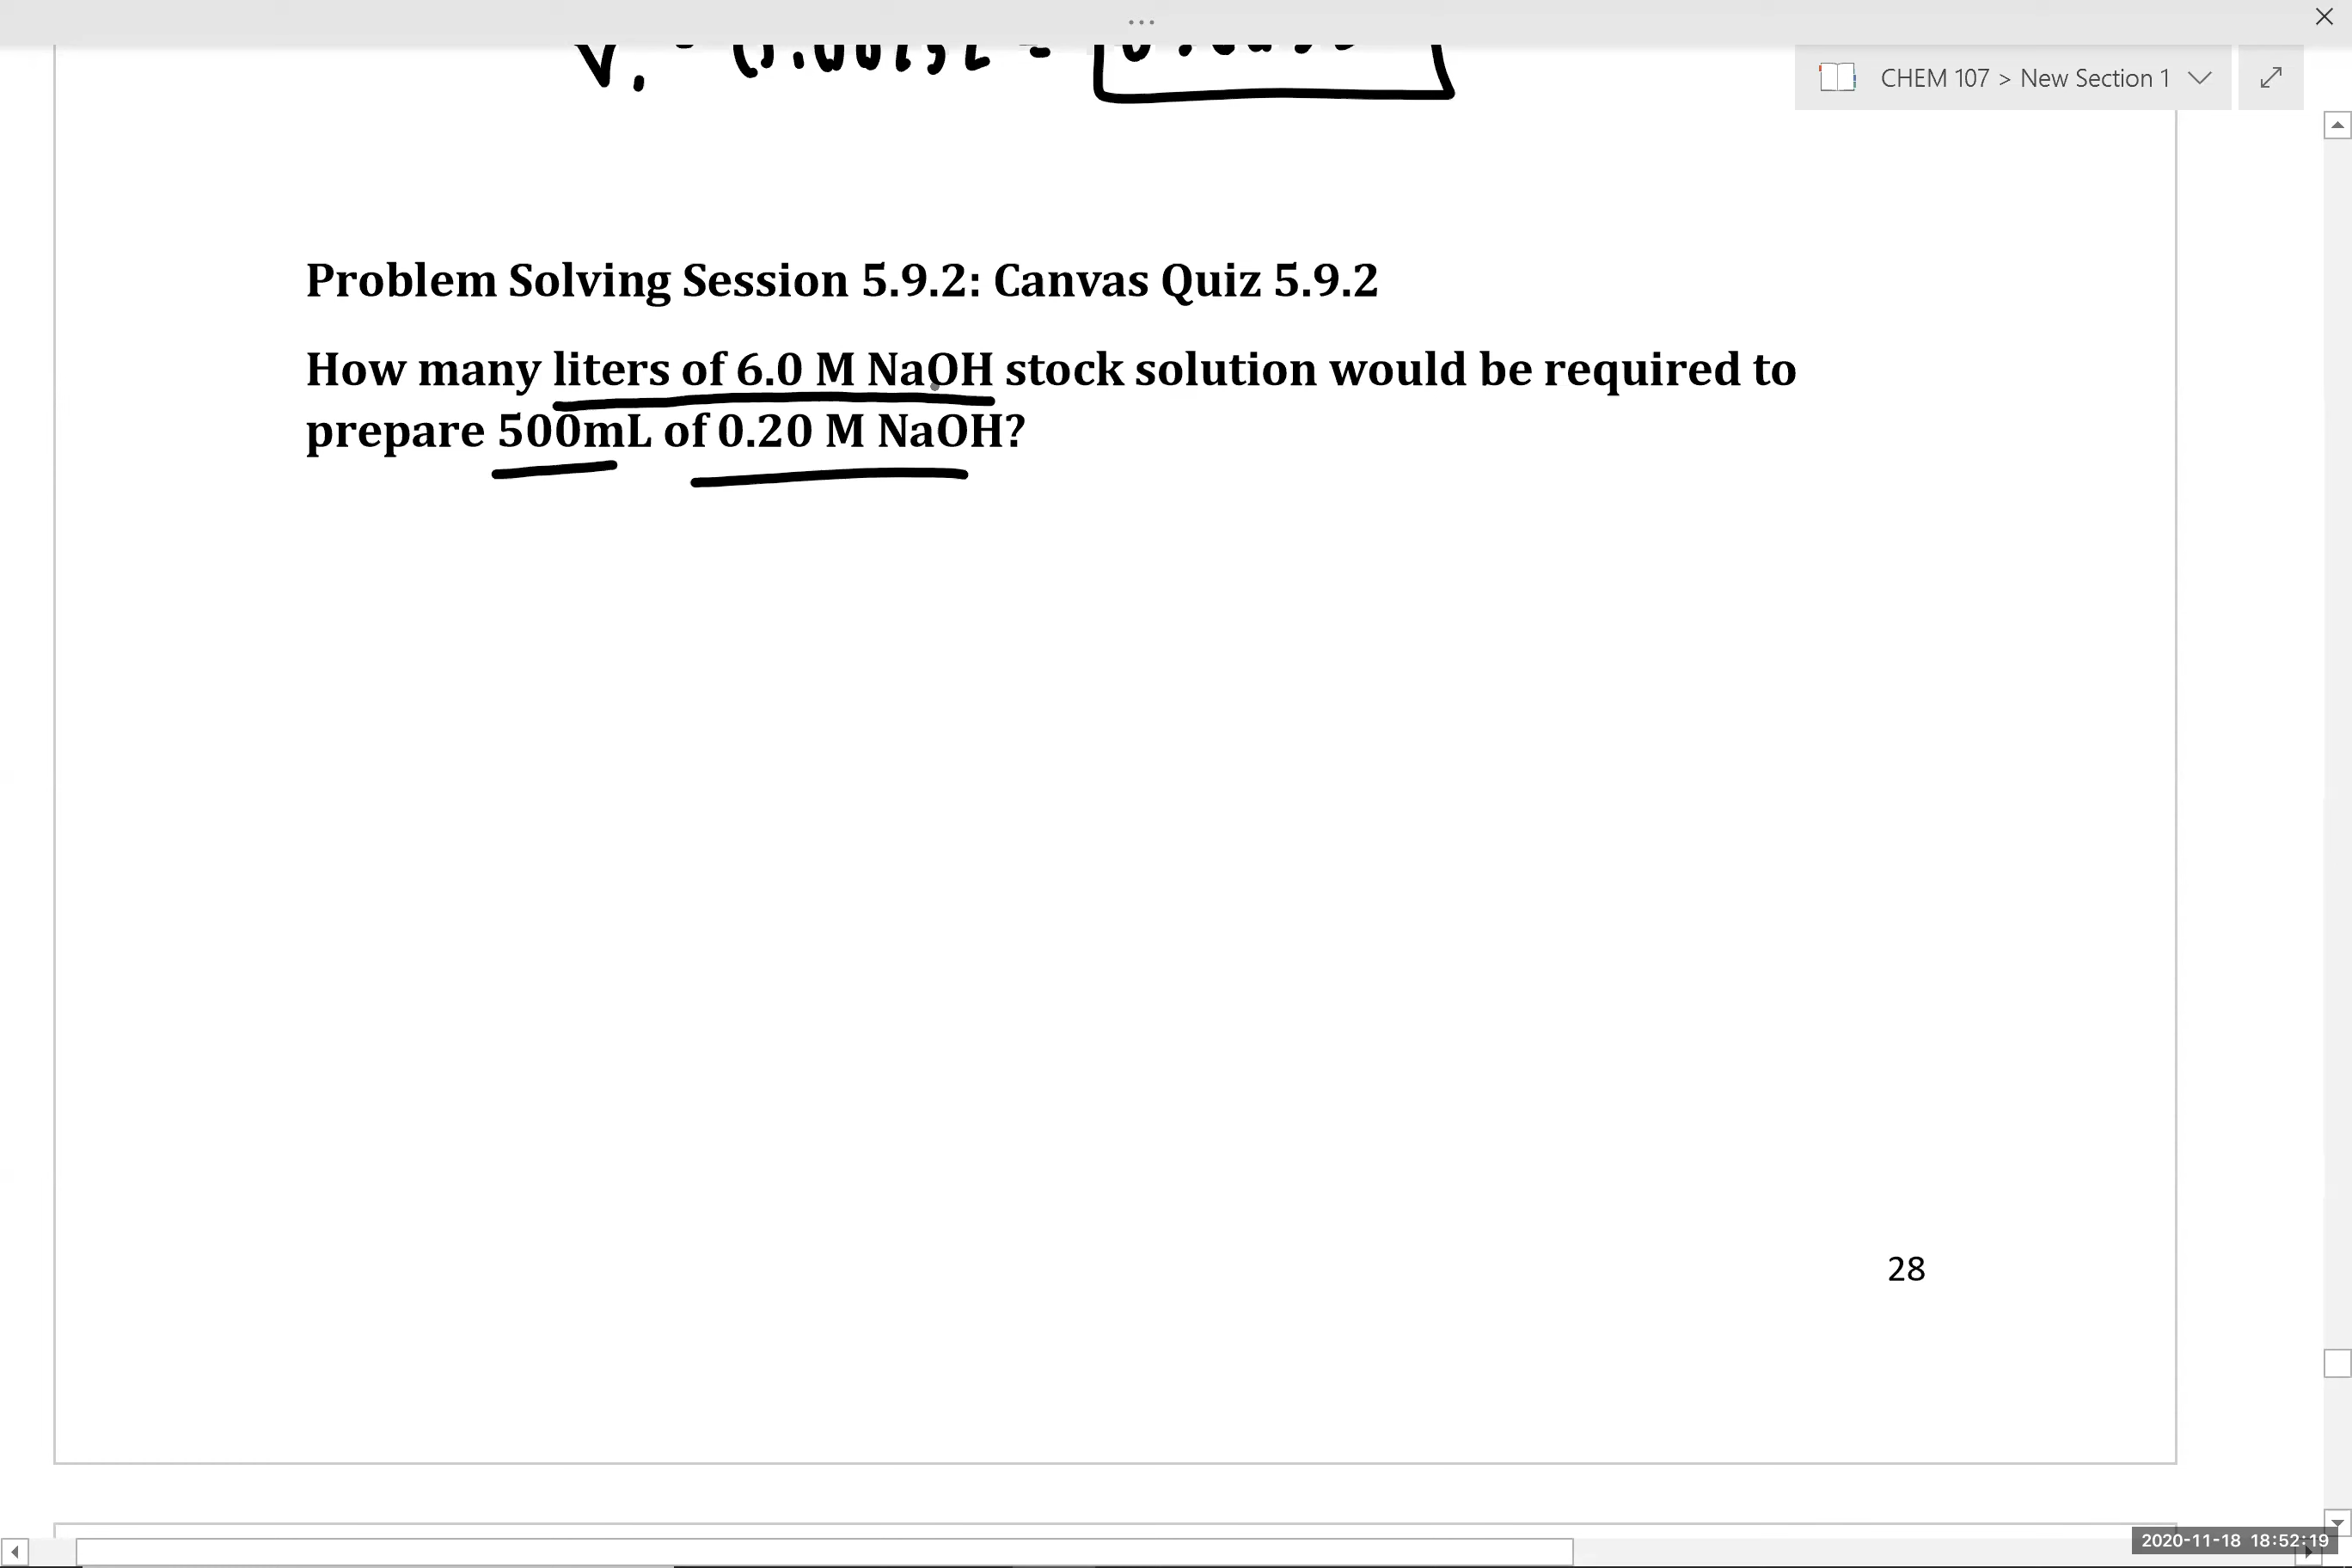 CHEM 107 > New Section 1
Problem Solving Session 5.9.2: Canvas Quiz 5.9.2
How many liters of 6.0 M NaOH stock solution would be required to
prepare 500mL of 0.20 M NaOH?
28
2020-11-18 18:52:19